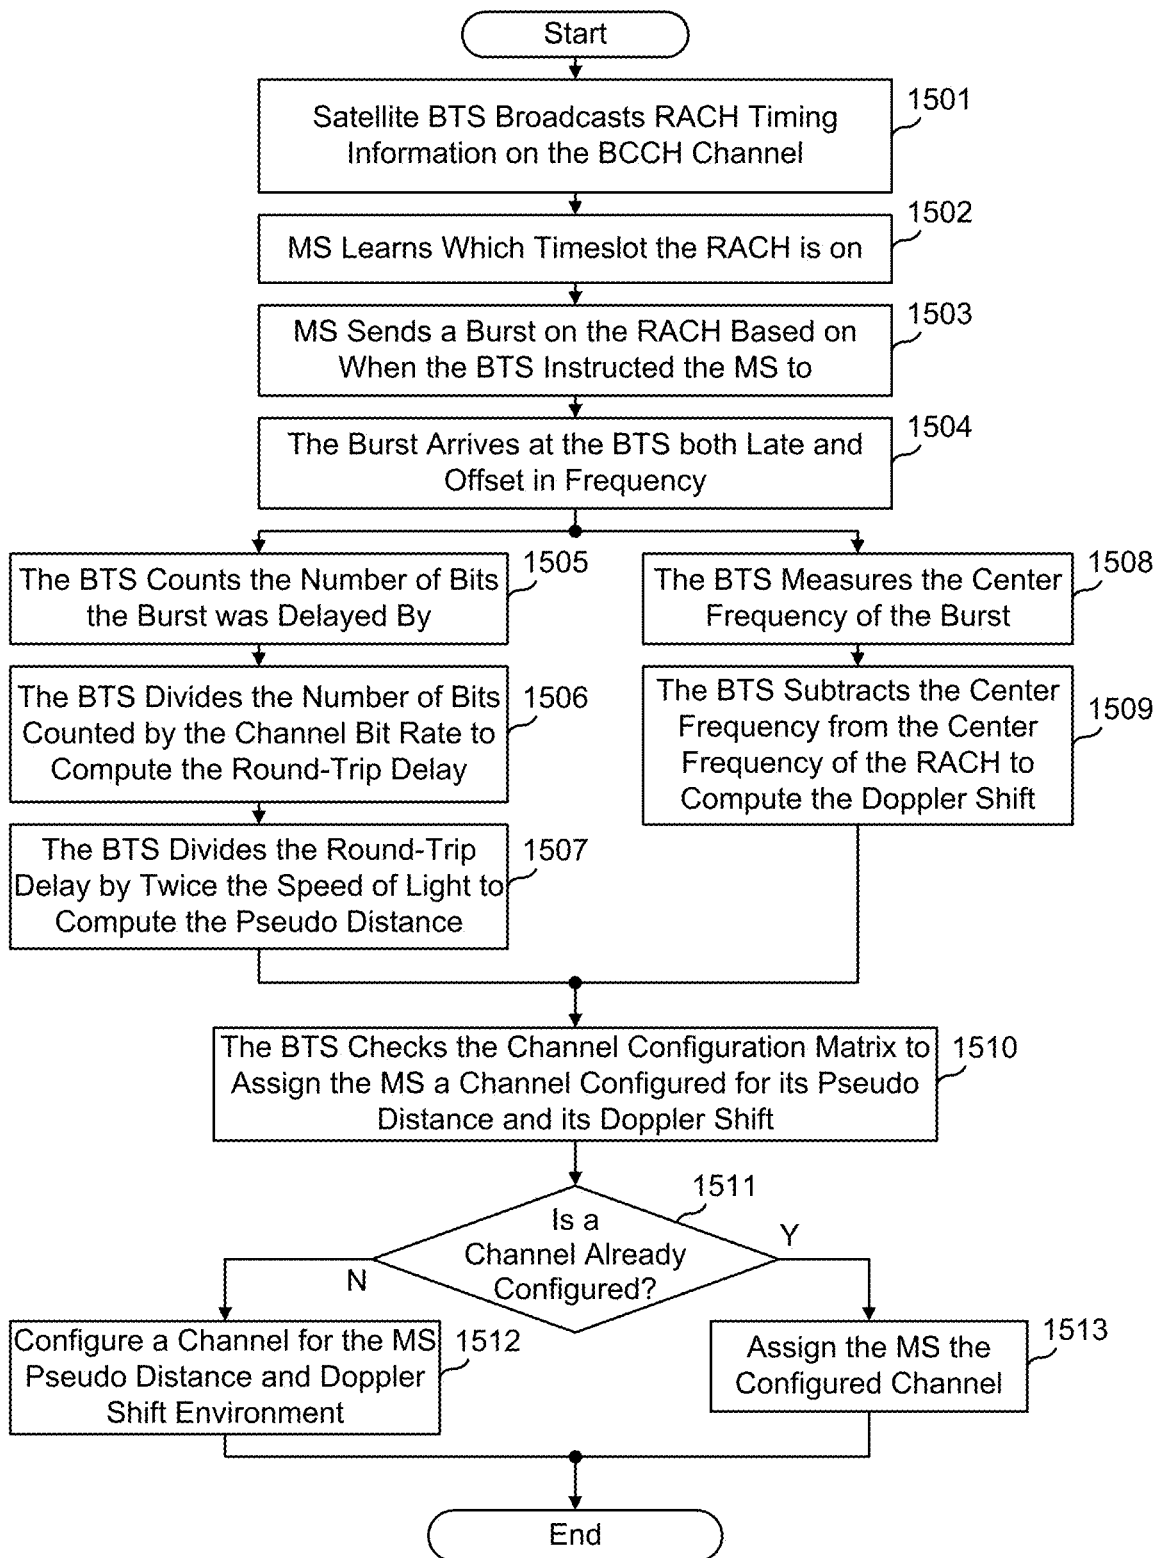 Start
1501
Satellite BTS Broadcasts RACH Timing
Information on the BCCH Channel
1502
MS Learns Which Timeslot the RACH is on
1503
MS Sends a Burst on the RACH Based on
When the BTS Instructed the MS to
1504
The Burst Arrives at the BTS both Late and
Offset in Frequency
1505
The BTS Counts the Number of Bits
the Burst was Delayed By
1506
The BTS Divides the Number of Bits
Counted by the Channel Bit Rate to
Compute the Round-Trip Delay
1507
The BTS Divides the Round-Trip
Delay by Twice the Speed of Light to
Compute the Pseudo Distance
1508
The BTS Measures the Center
Frequency of the Burst
1509
The BTS Subtracts the Center
Frequency from the Center
Frequency of the RACH to
Compute the Doppler Shift
1510
The BTS Checks the Channel Configuration Matrix to
Assign the MS a Channel Configured for its Pseudo
Distance and its Doppler Shift
1511
Is a
Channel Already
Configured?
N
Y
1512
Configure a Channel for the MS
Pseudo Distance and Doppler
Shift Environment
1513
Assign the MS the
Configured Channel
End